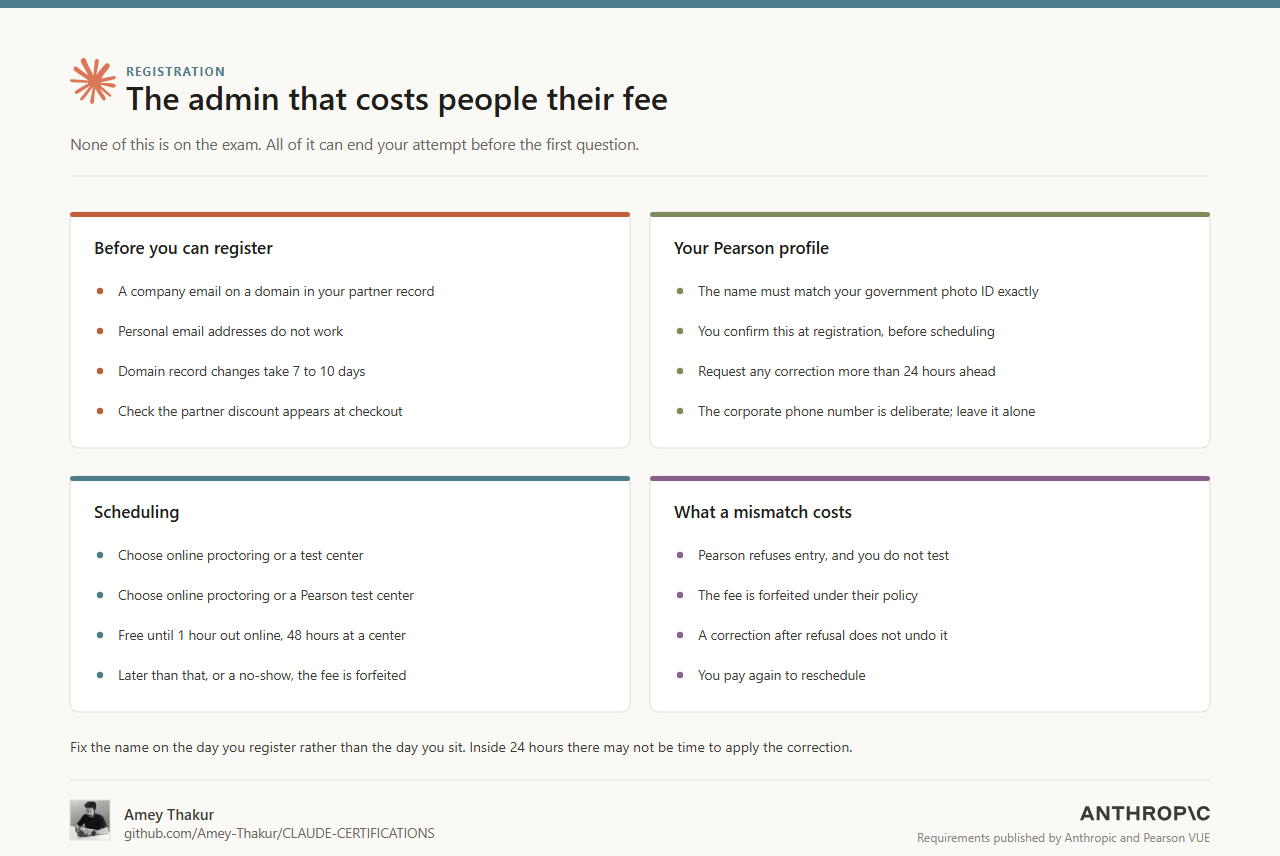 REGISTRATION
The admin that costs people their fee
None of this is on the exam. All of it can end your attempt before the first question.
Before you can register
A company email on a domain in your partner record
Personal email addresses do not work
Domain record changes take 7 to 10 days
Check the partner discount appears at checkout
Your Pearson profile
The name must match your government photo ID exactly
You confirm this at registration, before scheduling
Request any correction more than 24 hours ahead
The corporate phone number is deliberate; leave it alone
Scheduling
Choose online proctoring or a test center
Choose online proctoring or a Pearson test center
Free until 1 hour out online, 48 hours at a center
Later than that, or a no-show, the fee is forfeited
What a mismatch costs
Pearson refuses entry, and you do not test
The fee is forfeited under their policy
A correction after refusal does not undo it
You pay again to reschedule
Fix the name on the day you register rather than the day you sit. Inside 24 hours there may not be time to apply the correction.
Amey Thakur
github.com/Amey-Thakur/CLAUDE-CERTIFICATIONS
ANTHROP\C
Requirements published by Anthropic and Pearson VUE